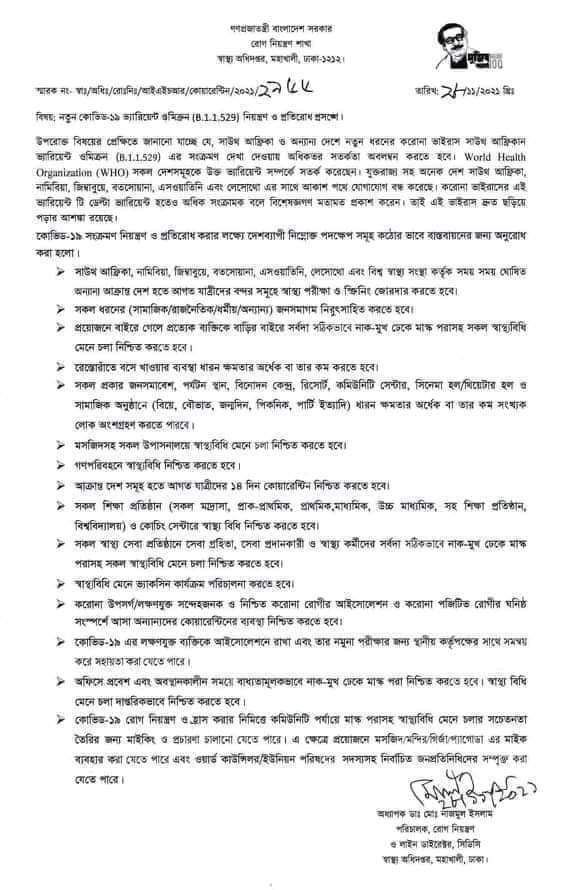 গণপ্রজাতন্ত্রী বাংলাদেশ সরকার
রোগ নিয়ন্ত্রণ শাখা
স্বাস্থ্য অধিদপ্তর, মহাখালী, ঢাকা-১২১২।
মুজিব
100
স্মারক নং- স্বাঃ/অধিঃ/রোঃনিঃ/আইএইচআর/কোয়ারেন্টিন/২০২১/২৯৫৫
তারিখ: ২৮/১১/২০২১ খ্রিঃ
বিষয়: নতুন কোভিড-১৯ ভ্যারিয়েন্ট ওমিক্রন (B.1.1.529) নিয়ন্ত্রণ ও প্রতিরোধ প্রসঙ্গে।
উপরোক্ত বিষয়ের প্রেক্ষিতে জানানো যাচ্ছে যে, সাউথ আফ্রিকা ও অন্যান্য দেশে নতুন ধরনের করোনা ভাইরাস সাউথ আফ্রিকান
ভ্যারিয়েন্ট ওমিক্রন (B.1.1.529) এর সংক্রমণ দেখা দেওয়ায় অধিকতর সতর্কতা অবলম্বন করতে হবে। World Health
Organization (WHO) সকল দেশসমূহকে উক্ত ভ্যারিয়েন্ট সম্পর্কে সতর্ক করেছেন। যুক্তরাজ্য সহ অনেক দেশ সাউথ আফ্রিকা,
নামিবিয়া, জিম্বাবুয়ে, বতসোয়ানা, এসওয়াতিনি এবং লেসোথো এর সাথে আকাশ পথে যোগাযোগ বন্ধ করেছে। করোনা ভাইরাসের এই
ভ্যারিয়েন্ট টি ডেল্টা ভ্যারিয়েন্ট হতেও অধিক সংক্রামক বলে বিশেষজ্ঞগণ মতামত প্রকাশ করেন। তাই এই ভাইরাস দ্রুত ছড়িয়ে
পড়ার আশঙ্কা রয়েছে।
কোভিড-১৯ সংক্রমণ নিয়ন্ত্রণ ও প্রতিরোধ করার লক্ষ্যে দেশব্যাপী নিম্নোক্ত পদক্ষেপ সমূহ কঠোর ভাবে বাস্তবায়নের জন্য অনুরোধ
করা হলো।
➢ সাউথ আফ্রিকা, নামিবিয়া, জিম্বাবুয়ে, বতসোয়ানা, এসওয়াতিনি, লেসোথো এবং বিশ্ব স্বাস্থ্য সংস্থা কর্তৃক সময় সময় ঘোষিত
অন্যান্য আক্রান্ত দেশ হতে আগত যাত্রীদের বন্দর সমূহে স্বাস্থ্য পরীক্ষা ও স্ক্রিনিং জোরদার করতে হবে।
➢ সকল ধরনের (সামাজিক/রাজনৈতিক/ধর্মীয়/অন্যান্য) জনসমাগম নিরুৎসাহিত করতে হবে।
➢ প্রয়োজনে বাইরে গেলে প্রত্যেক ব্যক্তিকে বাড়ির বাইরে সর্বদা সঠিকভাবে নাক-মুখ ঢেকে মাস্ক পরাসহ সকল স্বাস্থ্যবিধি
মেনে চলা নিশ্চিত করতে হবে।
➢ রেস্তোরাঁতে বসে খাওয়ার ব্যবস্থা ধারন ক্ষমতার অর্ধেক বা তার কম করতে হবে।
➢ সকল প্রকার জনসমাবেশ, পর্যটন স্থান, বিনোদন কেন্দ্র, রিসোর্ট, কমিউনিটি সেন্টার, সিনেমা হল/থিয়েটার হল ও
সামাজিক অনুষ্ঠানে (বিয়ে, বৌভাত, জন্মদিন, পিকনিক, পার্টি ইত্যাদি) ধারন ক্ষমতার অর্ধেক বা তার কম সংখ্যক
লোক অংশগ্রহণ করতে পারবে।
➢ মসজিদসহ সকল উপাসনালয়ে স্বাস্থ্যবিধি মেনে চলা নিশ্চিত করতে হবে।
➢ গণপরিবহনে স্বাস্থ্যবিধি নিশ্চিত করতে হবে।
➢ আক্রান্ত দেশ সমূহ হতে আগত যাত্রীদের ১৪ দিন কোয়ারেন্টিন নিশ্চিত করতে হবে।
➢ সকল শিক্ষা প্রতিষ্ঠান (সকল মাদ্রাসা, প্রাক-প্রাথমিক, প্রাথমিক,মাধ্যমিক, উচ্চ মাধ্যমিক, সহ শিক্ষা প্রতিষ্ঠান,
বিশ্ববিদ্যালয়) ও কোচিং সেন্টারে স্বাস্থ্য বিধি নিশ্চিত করতে হবে।
➢ সকল স্বাস্থ্য সেবা প্রতিষ্ঠানে সেবা গ্রহিতা, সেবা প্রদানকারী ও স্বাস্থ্য কর্মীদের সর্বদা সঠিকভাবে নাক-মুখ ঢেকে মাস্ক
পরাসহ সকল স্বাস্থ্যবিধি মেনে চলা নিশ্চিত করতে হবে।
➢ স্বাস্থ্যবিধি মেনে ভ্যাকসিন কার্যক্রম পরিচালনা করতে হবে।
➢ করোনা উপসর্গ/লক্ষণযুক্ত সন্দেহজনক ও নিশ্চিত করোনা রোগীর আইসোলেশন ও করোনা পজিটিভ রোগীর ঘনিষ্ঠ
সংস্পর্শে আসা অন্যান্যদের কোয়ারেন্টিনের ব্যবস্থা নিশ্চিত করতে হবে।
➢ কোভিড-১৯ এর লক্ষণযুক্ত ব্যক্তিকে আইসোলেশনে রাখা এবং তার নমুনা পরীক্ষার জন্য স্থানীয় কর্তৃপক্ষের সাথে সমন্বয়
করে সহায়তা করা যেতে পারে।
➢ অফিসে প্রবেশ এবং অবস্থানকালীন সময়ে বাধ্যতামূলকভাবে নাক-মুখ ঢেকে মাস্ক পরা নিশ্চিত করতে হবে। স্বাস্থ্য বিধি
মেনে চলা দাপ্তরিকভাবে নিশ্চিত করতে হবে।
➢ কোভিড-১৯ রোগ নিয়ন্ত্রণ ও হ্রাস করার নিমিত্তে কমিউনিটি পর্যায়ে মাস্ক পরাসহ স্বাস্থ্যবিধি মেনে চলার সচেতনতা
তৈরির জন্য মাইকিং ও প্রচারণা চালানো যেতে পারে। এ ক্ষেত্রে প্রয়োজনে মসজিদ/মন্দির/গির্জা/প্যাগোডা এর মাইক
ব্যবহার করা যেতে পারে এবং ওয়ার্ড কাউন্সিলর/ইউনিয়ন পরিষদের সদস্যসহ নির্বাচিত জনপ্রতিনিধিদের সম্পৃক্ত করা
যেতে পারে।
২৮/১১/২০২১
অধ্যাপক ডাঃ মোঃ নাজমুল ইসলাম
পরিচালক, রোগ নিয়ন্ত্রণ
ও লাইন ডাইরেক্টর, সিডিসি
স্বাস্থ্য অধিদপ্তর, মহাখালী, ঢাকা।